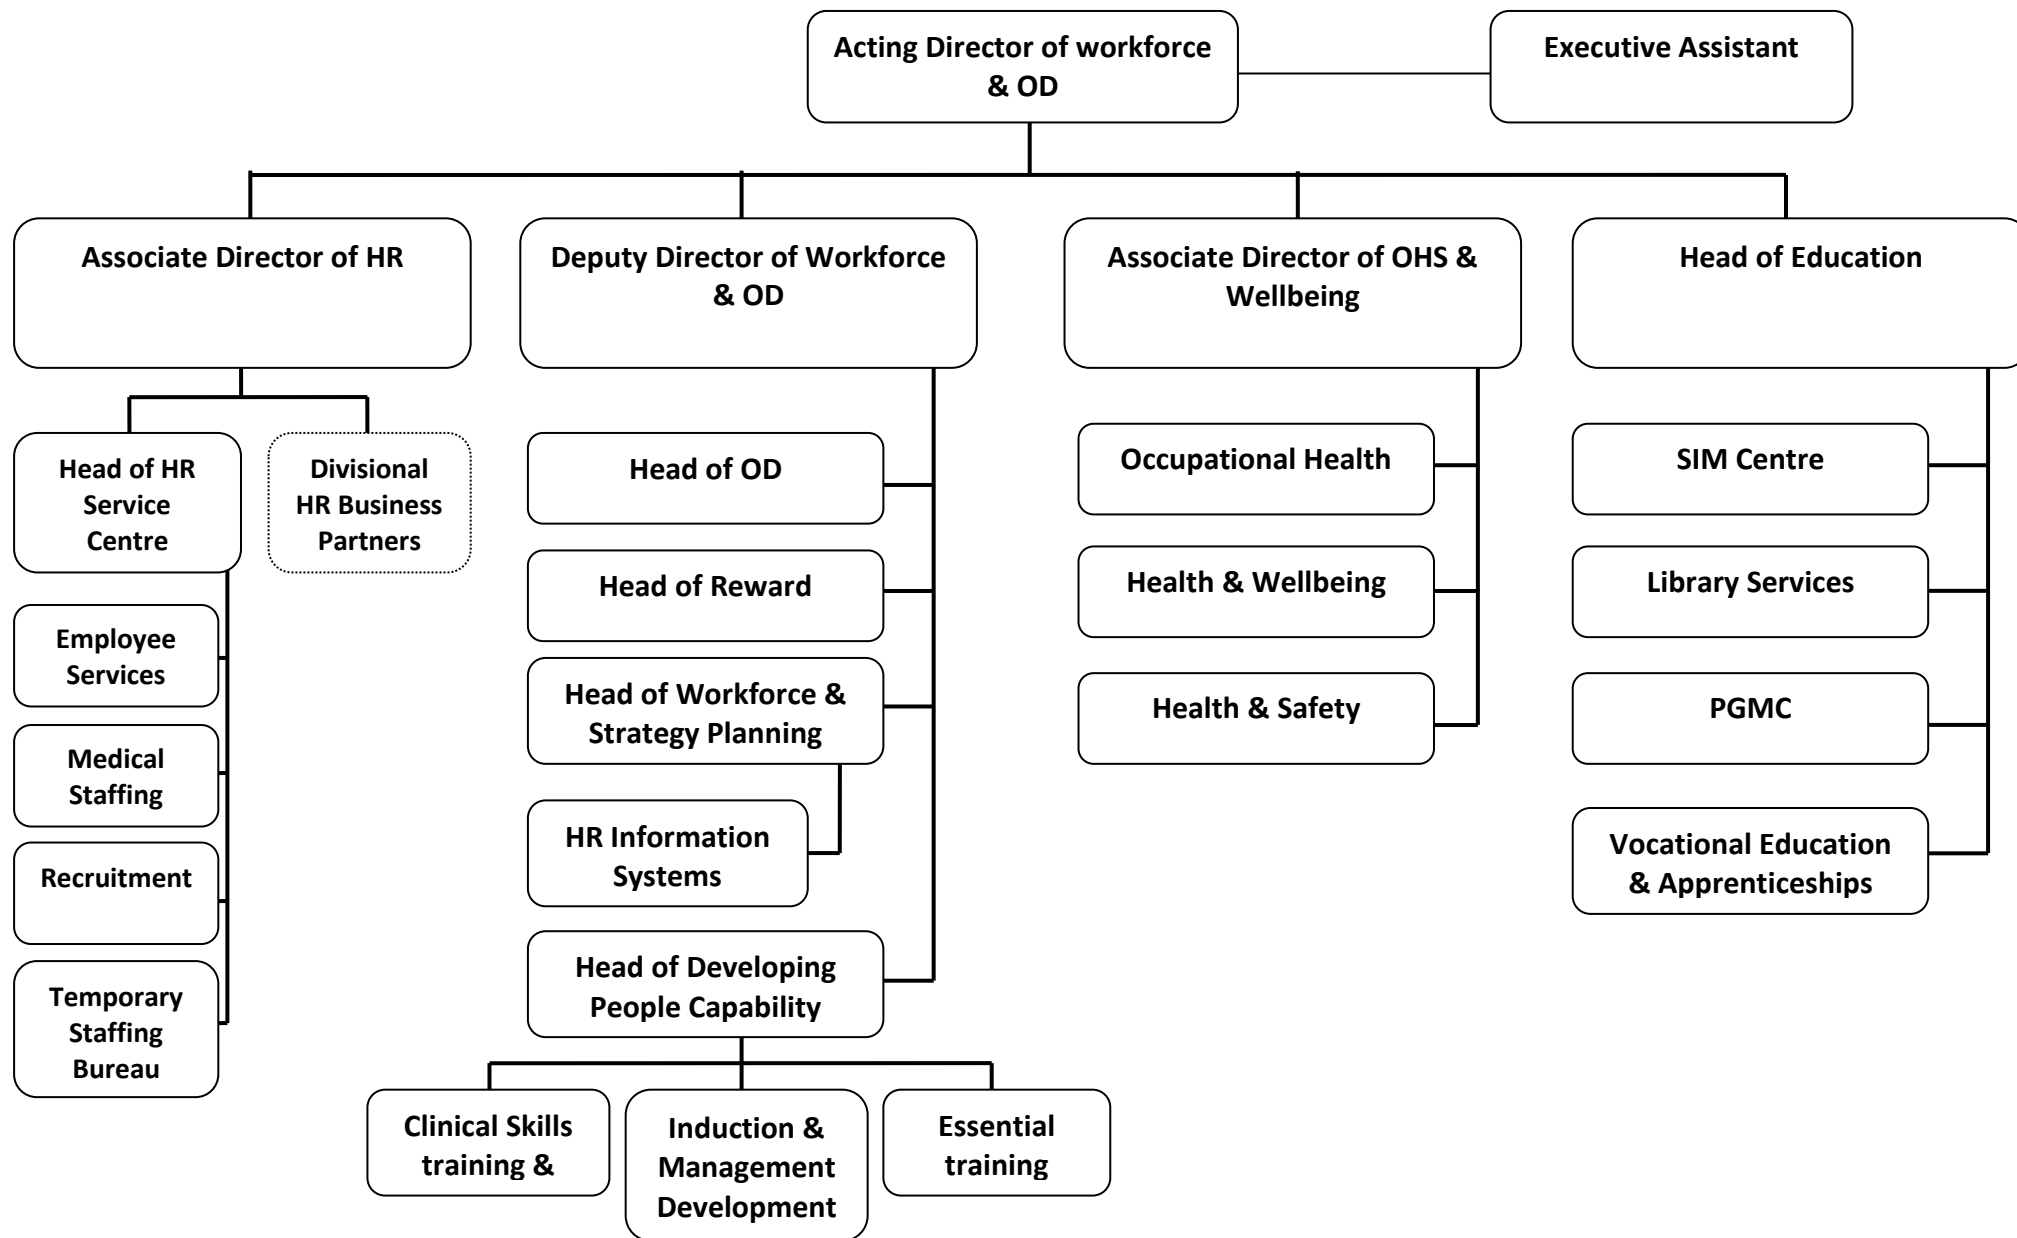 Acting Director of workforce
& OD
Executive Assistant
Associate Director of HR
Deputy Director of Workforce
& OD
Associate Director of OHS &
Wellbeing
Head of Education
Head of HR
Service
Centre
Divisional
HR Business
Partners
Employee
Services
Medical
Staffing
Recruitment
Temporary
Staffing
Bureau
Head of OD
Head of Reward
Head of Workforce &
Strategy Planning
HR Information
Systems
Head of Developing
People Capability
Clinical Skills
training &
Induction &
Management
Development
Essential
training
Occupational Health
Health & Wellbeing
Health & Safety
SIM Centre
Library Services
PGMC
Vocational Education
& Apprenticeships